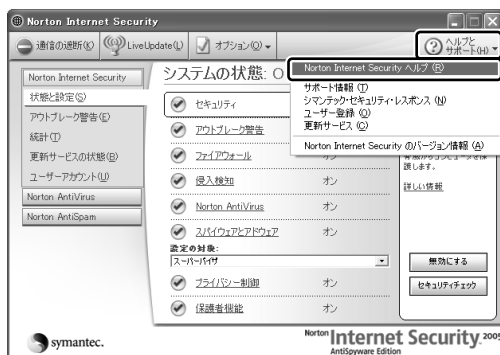 Norton Internet Security
通信の遮断(K)
LiveUpdate(L)
オプション(O)
ヘルプとサポート(H)
Norton Internet Security ヘルプ (R)
サポート情報 (T)
シマンテック・セキュリティ・レスポンス (N)
ユーザー登録 (O)
更新サービス (C)
Norton Internet Security のバージョン情報 (A)
Norton Internet Security
状態と設定(S)
アウトブレーク警告(E)
統計(T)
更新サービスの状態(B)
ユーザーアカウント(U)
Norton AntiVirus
Norton AntiSpam
システムの状態: O
セキュリティ
アウトブレーク警告
ファイアウォール オン
侵入検知 オン
Norton AntiVirus オン
スパイウェアとアドウェア オン
設定の対象:
スーパーバイザ
プライバシー制御 オン
保護者機能 オン
護します。
詳しい情報
無効にする
セキュリティチェック
symantec.
Norton Internet Security 2005
AntiSpyware Edition